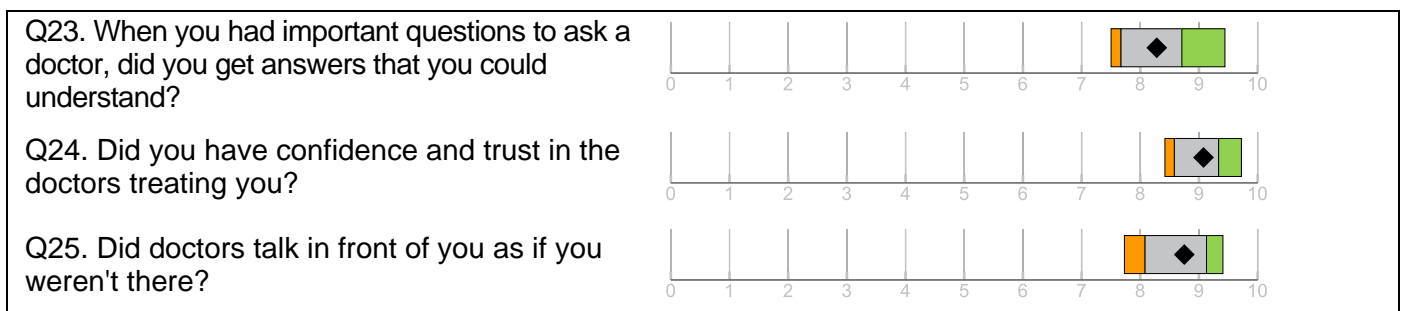 Q23. When you had important questions to ask a
doctor, did you get answers that you could
understand?
0 1 2 3 4 5 6 7 8 9 10
Q24. Did you have confidence and trust in the
doctors treating you?
0 1 2 3 4 5 6 7 8 9 10
Q25. Did doctors talk in front of you as if you
weren't there?
0 1 2 3 4 5 6 7 8 9 10